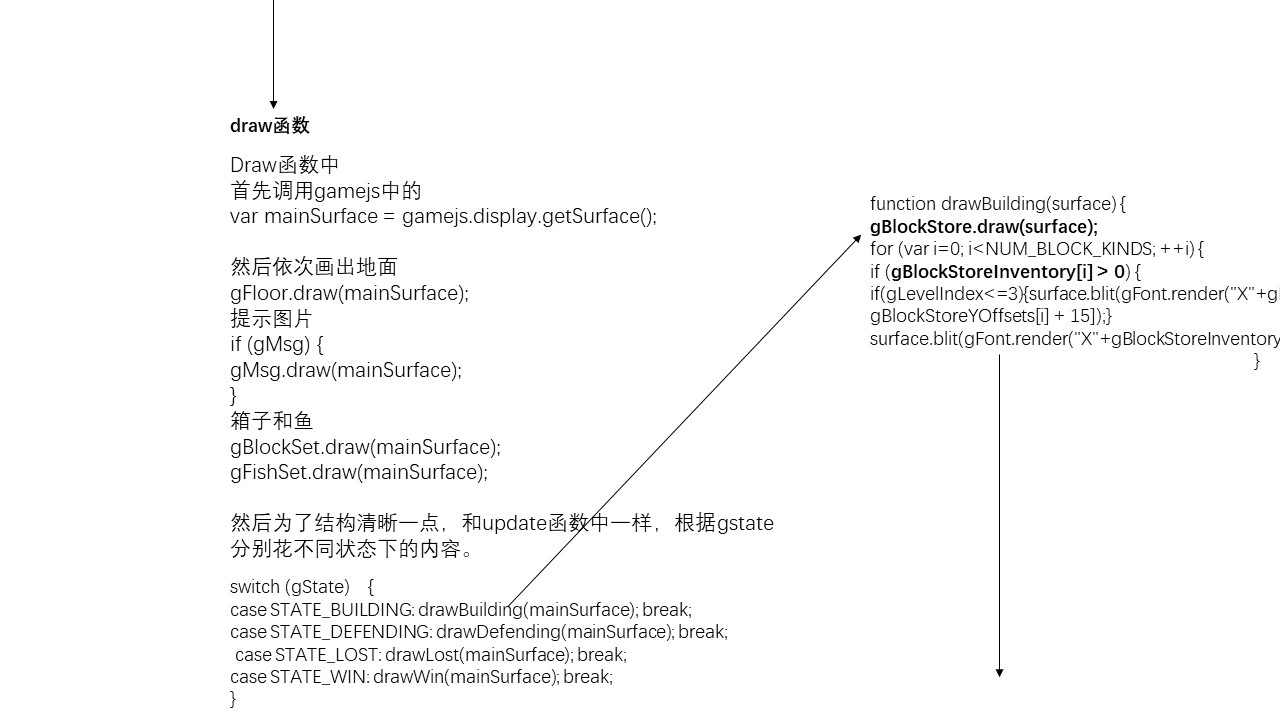 draw函数
Draw函数中
首先调用gamejs中的
var mainSurface = gamejs.display.getSurface();
然后依次画出地面
gFloor.draw(mainSurface);
提示图片
if (gMsg) {
gMsg.draw(mainSurface);
}
箱子和鱼
gBlockSet.draw(mainSurface);
gFishSet.draw(mainSurface);
然后为了结构清晰一点，和update函数中一样，根据gstate
分别花不同状态下的内容。
switch (gState) {
case STATE_BUILDING: drawBuilding(mainSurface); break;
case STATE_DEFENDING: drawDefending(mainSurface); break;
case STATE_LOST: drawLost(mainSurface); break;
case STATE_WIN: drawWin(mainSurface); break;
}
function drawBuilding(surface) {
gBlockStore.draw(surface);
for (var i=0; i<NUM_BLOCK_KINDS; ++i) {
if (gBlockStoreInventory[i] > 0) {
if(gLevelIndex<=3){surface.blit(gFont.render("X"+g
gBlockStoreYOffsets[i] + 15]);}
surface.blit(gFont.render("X"+gBlockStoreInventory
}